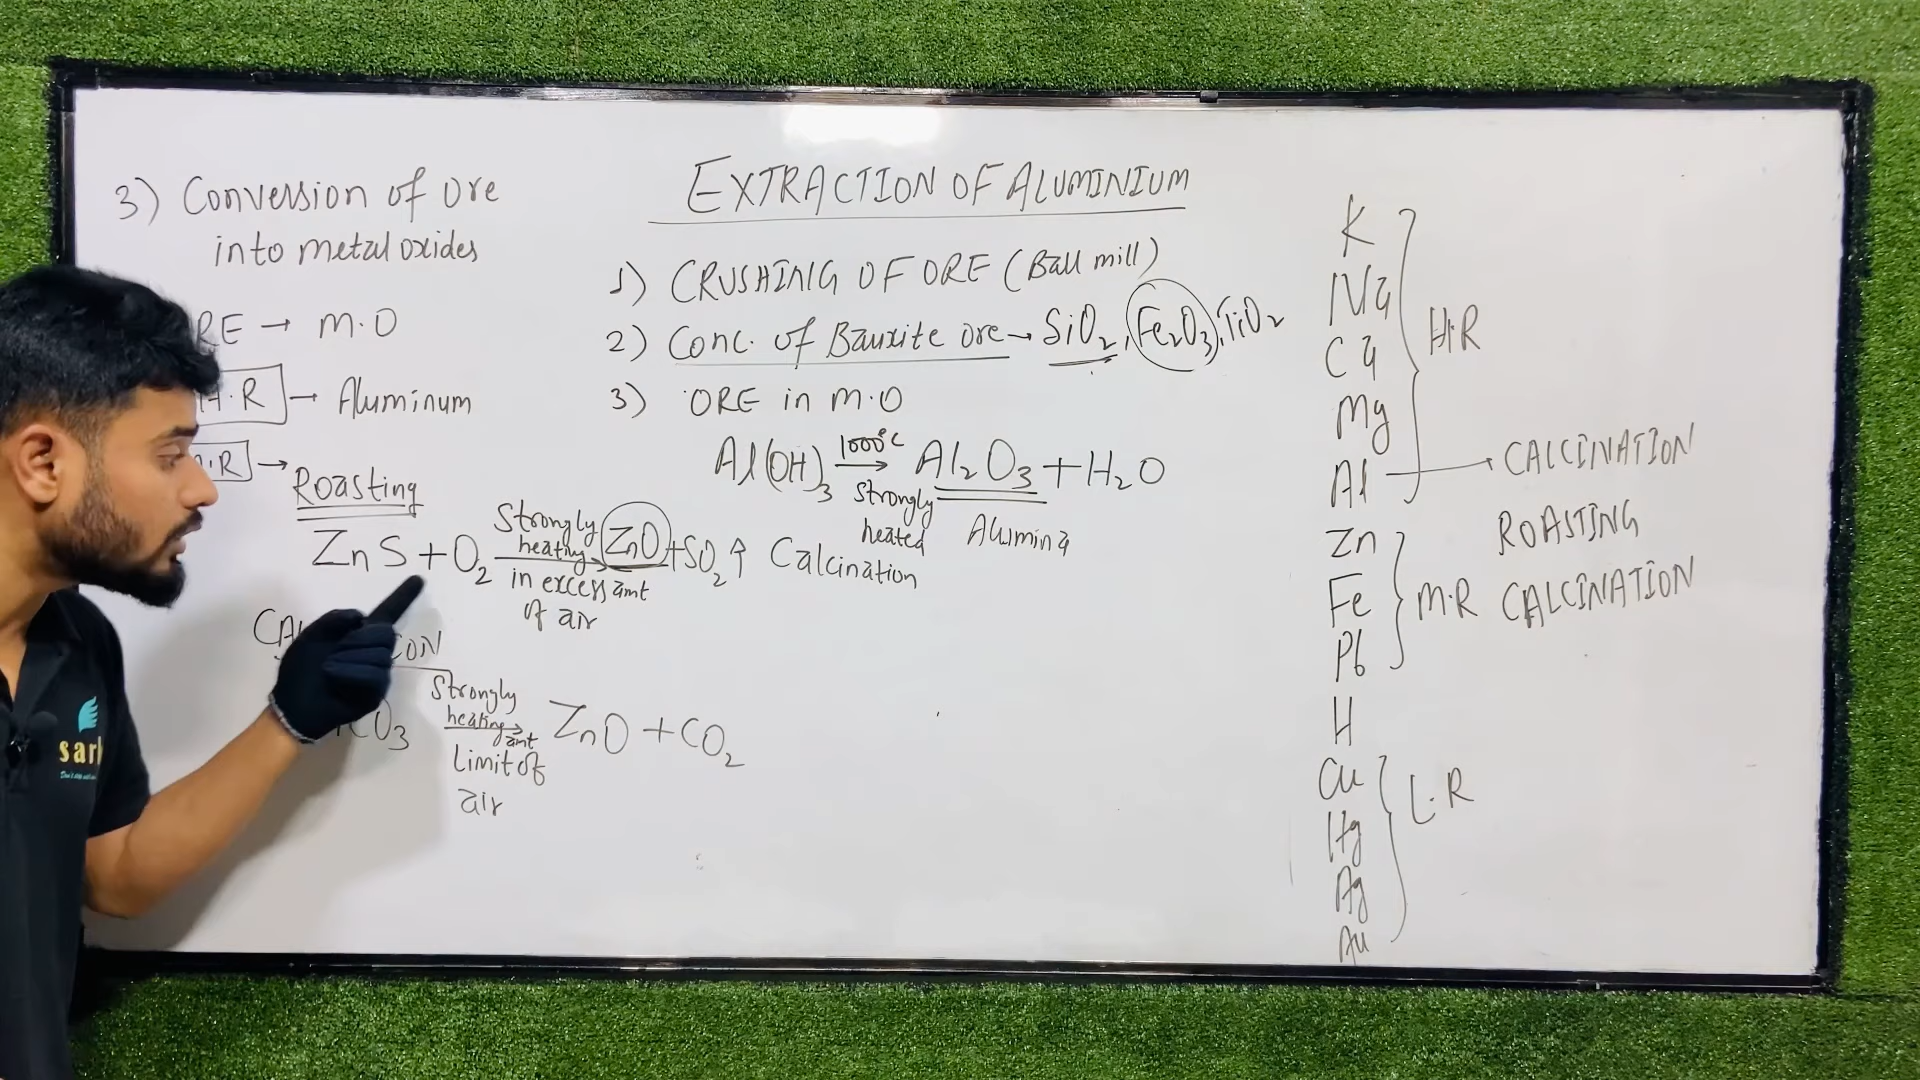 3) Conversion of ore
into metal oxides
RE → M.O
H.R → Aluminum
M.R → Roasting
ZnS + O2 Strongly heating in excess amt of air → ZnO + SO2 ↑
CA ION
CO3 Strongly heating amt Limit of air → ZnO + CO2
EXTRACTION OF ALUMINIUM
1) CRUSHING OF ORE (Ball mill)
2) Conc. of Bauxite ore → SiO2, Fe2O3, TiO2
3) ORE in M.O
Al(OH)3 1000°C → strongly heated Al2O3 + H2O
Alumina
Calcination
K
Na
Ca
Mg
Al
H.R
CALCINATION
Zn
Fe
Pb
M.R
ROASTING
CALCINATION
H
Cu
Hg
Ag
Au
L.R
sark